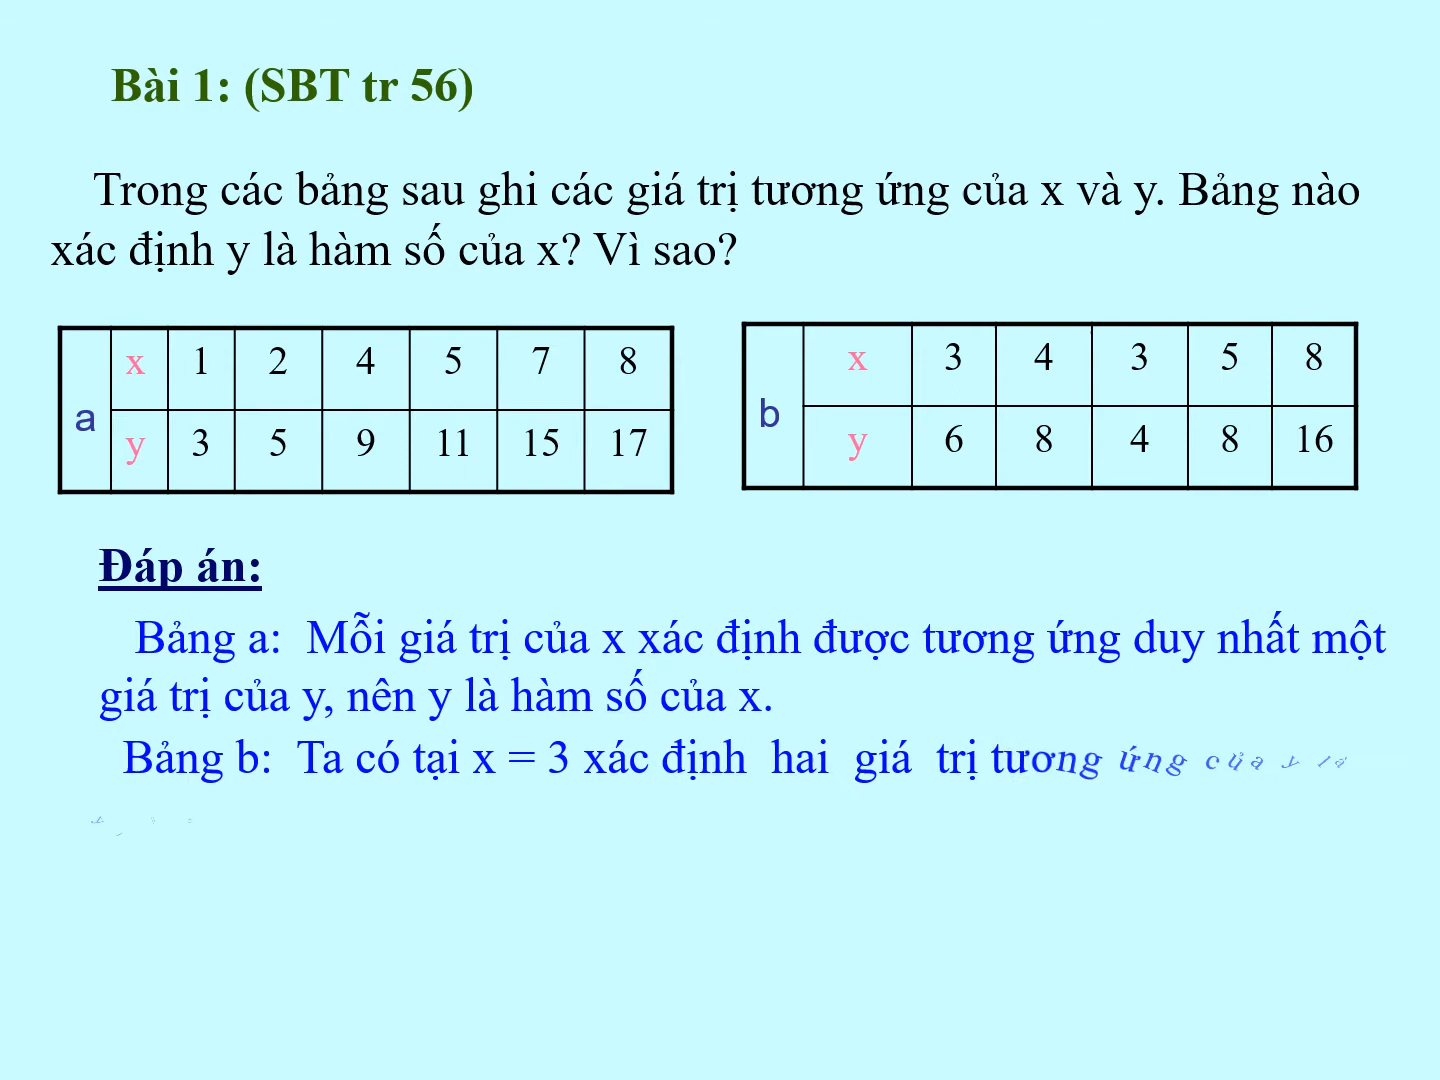 Bài 1: (SBT tr 56)
Trong các bảng sau ghi các giá trị tương ứng của x và y. Bảng nào
xác định y là hàm số của x? Vì sao?
a x 1 2 4 5 7 8
y 3 5 9 11 15 17
b x 3 4 3 5 8
y 6 8 4 8 16
Đáp án:
Bảng a: Mỗi giá trị của x xác định được tương ứng duy nhất một
giá trị của y, nên y là hàm số của x.
Bảng b: Ta có tại x = 3 xác định hai giá trị tương ứng của y là